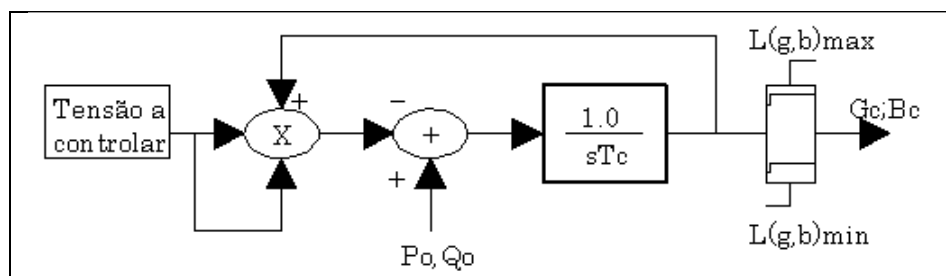 L(g,b)max
Tensão a
controlar
+
X
−
+
+
1.0
sTc
Gc;Bc
Po,Qo
L(g,b)min